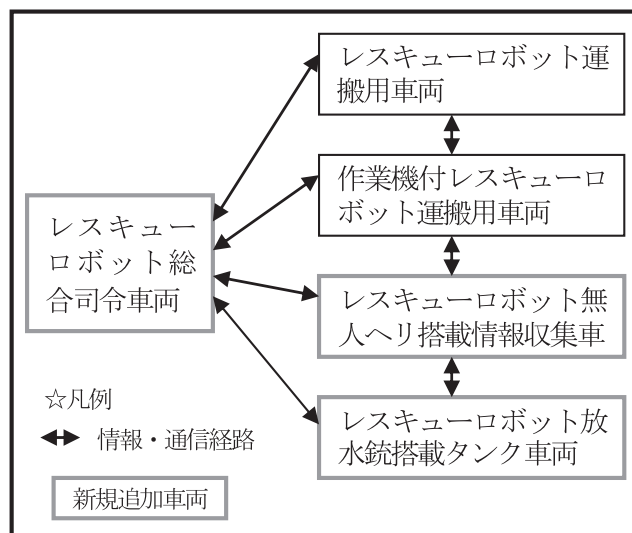 レスキューロボット運
搬用車両
作業機付レスキューロ
ボット運搬用車両
レスキュー
ロボット総
合司令車両
レスキューロボット無
人ヘリ搭載情報収集車
レスキューロボット放
水銃搭載タンク車両
☆凡例
情報・通信経路
新規追加車両